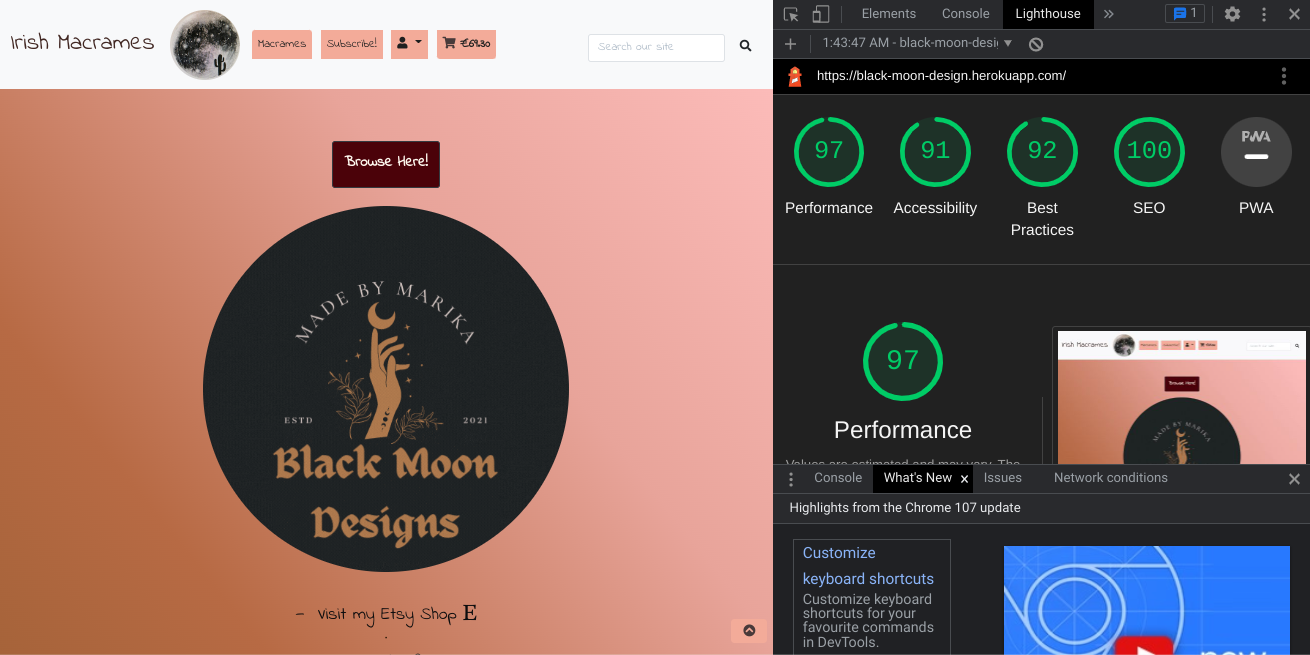 Irish Macrames
Macrames
Subscribe!
€69.30
Search our site
Browse Here!
MADE BY MARIKA
ESTD
2021
Black Moon
Designs
– Visit my Etsy Shop E
Elements
Console
Lighthouse
»
1
1:43:47 AM - black-moon-desi
https://black-moon-design.herokuapp.com/
97
91
92
100
PWA
Performance
Accessibility
Best
Practices
SEO
PWA
97
Performance
Values are estimated and may vary. The
Irish Macrames
Browse Here!
MADE BY MARIKA
Console
What's New
Issues
Network conditions
Highlights from the Chrome 107 update
Customize
keyboard shortcuts
Customize keyboard
shortcuts for your
favourite commands
in DevTools.
new